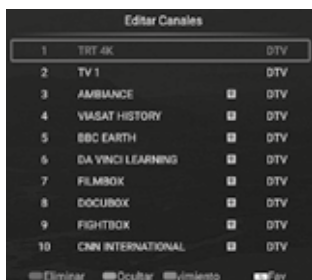 Editar Canales
1 TRT 4K DTV
2 TV 1 DTV
3 AMBIANCE DTV
4 VIASAT HISTORY DTV
5 BBC EARTH DTV
6 DA VINCI LEARNING DTV
7 FILMBOX DTV
8 DOCUBOX DTV
9 FIGHTBOX DTV
10 CNN INTERNATIONAL DTV
Eliminar Ocultar vimiento Fav